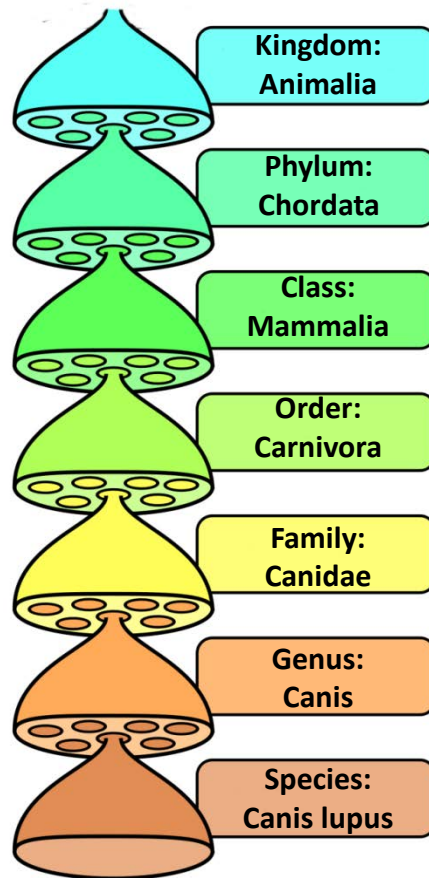 Kingdom:
Animalia
Phylum:
Chordata
Class:
Mammalia
Order:
Carnivora
Family:
Canidae
Genus:
Canis
Species:
Canis lupus